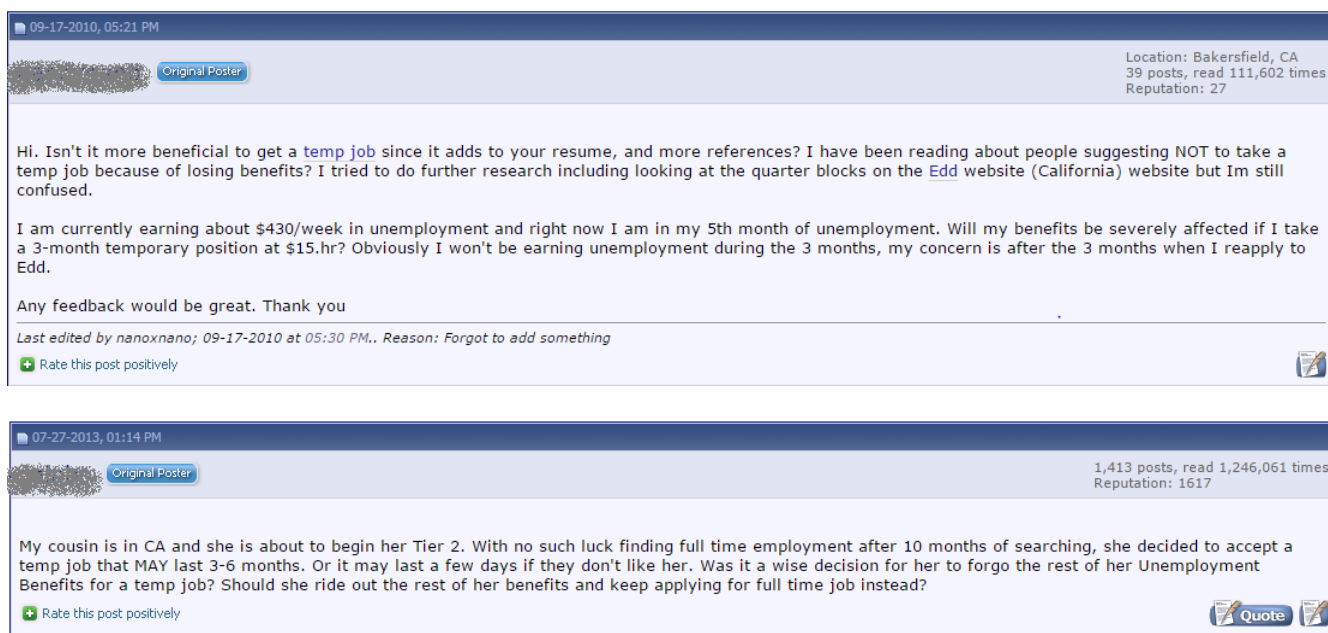 09-17-2010, 05:21 PM
Original Poster
Location: Bakersfield, CA
39 posts, read 111,602 times
Reputation: 27
Hi. Isn't it more beneficial to get a temp job since it adds to your resume, and more references? I have been reading about people suggesting NOT to take a
temp job because of losing benefits? I tried to do further research including looking at the quarter blocks on the Edd website (California) website but Im still
confused.
I am currently earning about $430/week in unemployment and right now I am in my 5th month of unemployment. Will my benefits be severely affected if I take
a 3-month temporary position at $15.hr? Obviously I won't be earning unemployment during the 3 months, my concern is after the 3 months when I reapply to
Edd.
Any feedback would be great. Thank you
Last edited by nanoxnano; 09-17-2010 at 05:30 PM.. Reason: Forgot to add something
Rate this post positively
07-27-2013, 01:14 PM
Original Poster
1,413 posts, read 1,246,061 times
Reputation: 1617
My cousin is in CA and she is about to begin her Tier 2. With no such luck finding full time employment after 10 months of searching, she decided to accept a
temp job that MAY last 3-6 months. Or it may last a few days if they don't like her. Was it a wise decision for her to forgo the rest of her Unemployment
Benefits for a temp job? Should she ride out the rest of her benefits and keep applying for full time job instead?
Rate this post positively
Quote